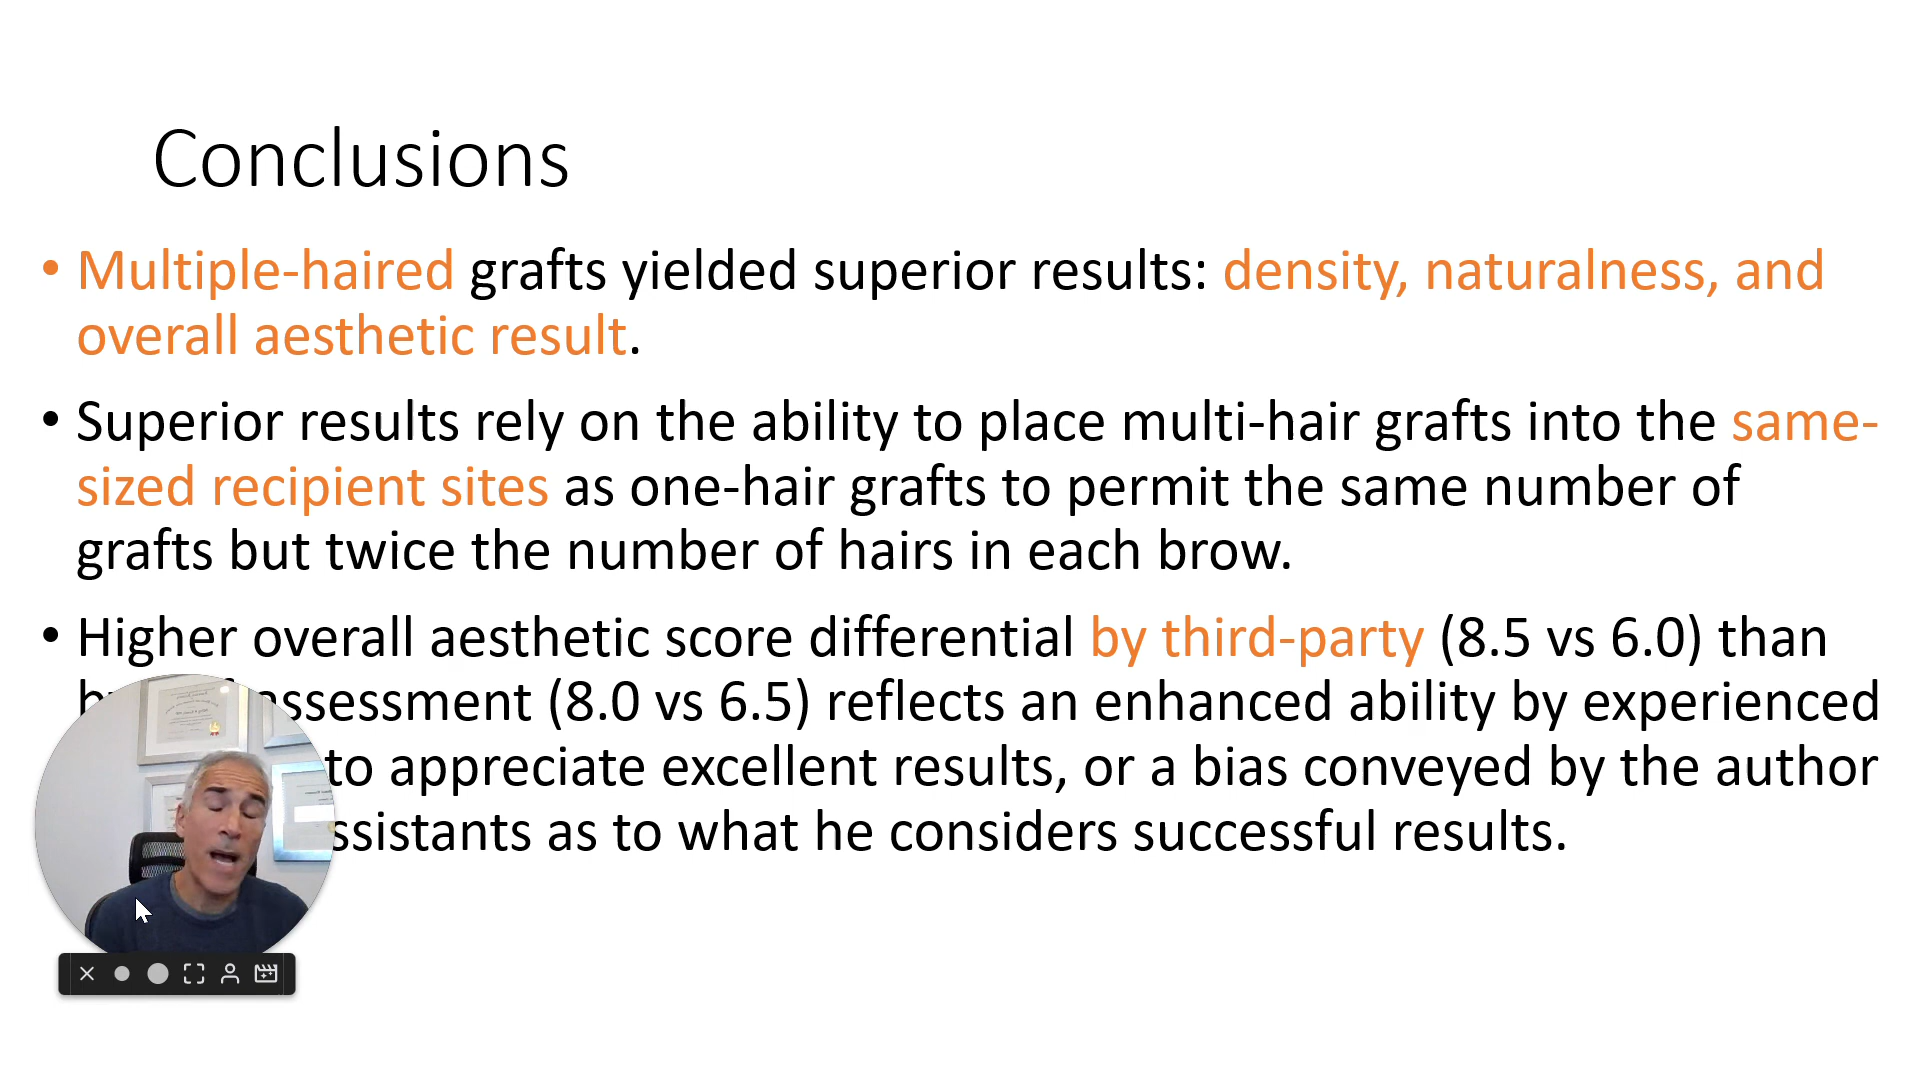 Conclusions
• Multiple-haired grafts yielded superior results: density, naturalness, and
overall aesthetic result.
• Superior results rely on the ability to place multi-hair grafts into the same-
sized recipient sites as one-hair grafts to permit the same number of
grafts but twice the number of hairs in each brow.
• Higher overall aesthetic score differential by third-party (8.5 vs 6.0) than
assessment (8.0 vs 6.5) reflects an enhanced ability by experienced
to appreciate excellent results, or a bias conveyed by the author
assistants as to what he considers successful results.